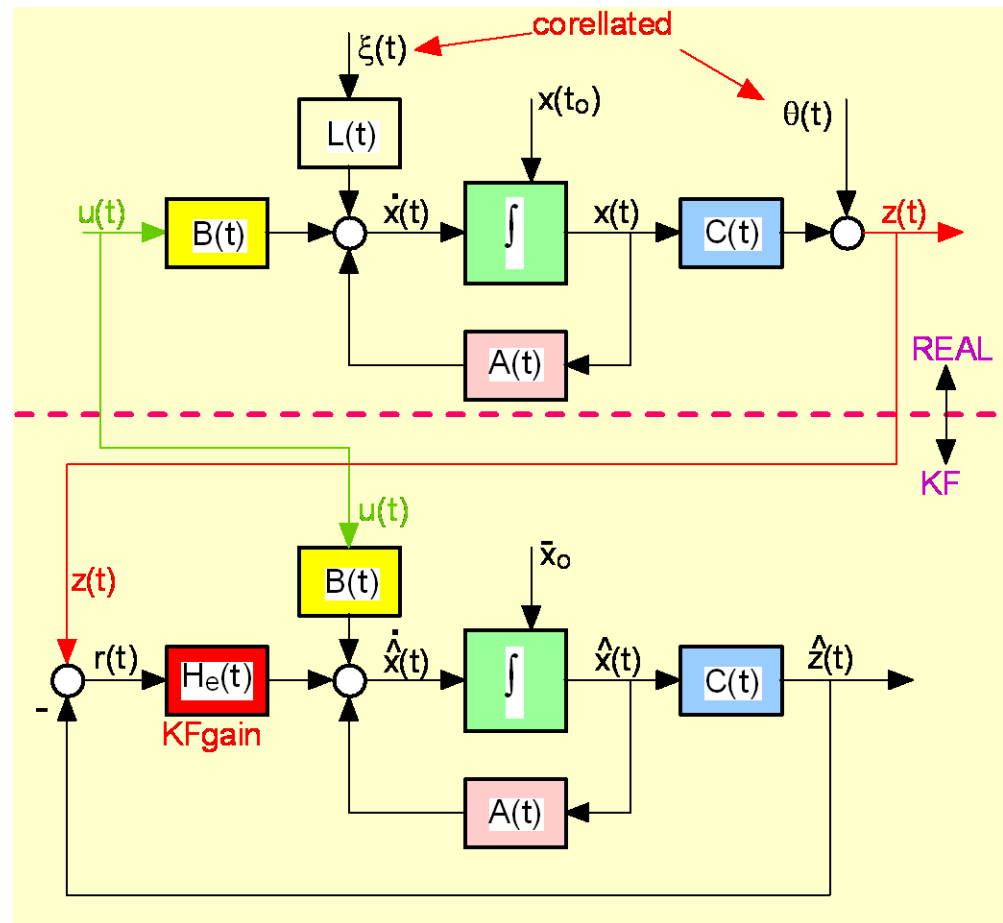 corellated
ξ(t)
x(t₀)
θ(t)
L(t)
u(t)
B(t)
ẋ(t)
∫
x(t)
C(t)
z(t)
A(t)
REAL
KF
u(t)
z(t)
B(t)
x̄₀
r(t)
Hₑ(t)
x̂̇(t)
∫
x̂(t)
C(t)
ẑ(t)
-
KFgain
A(t)